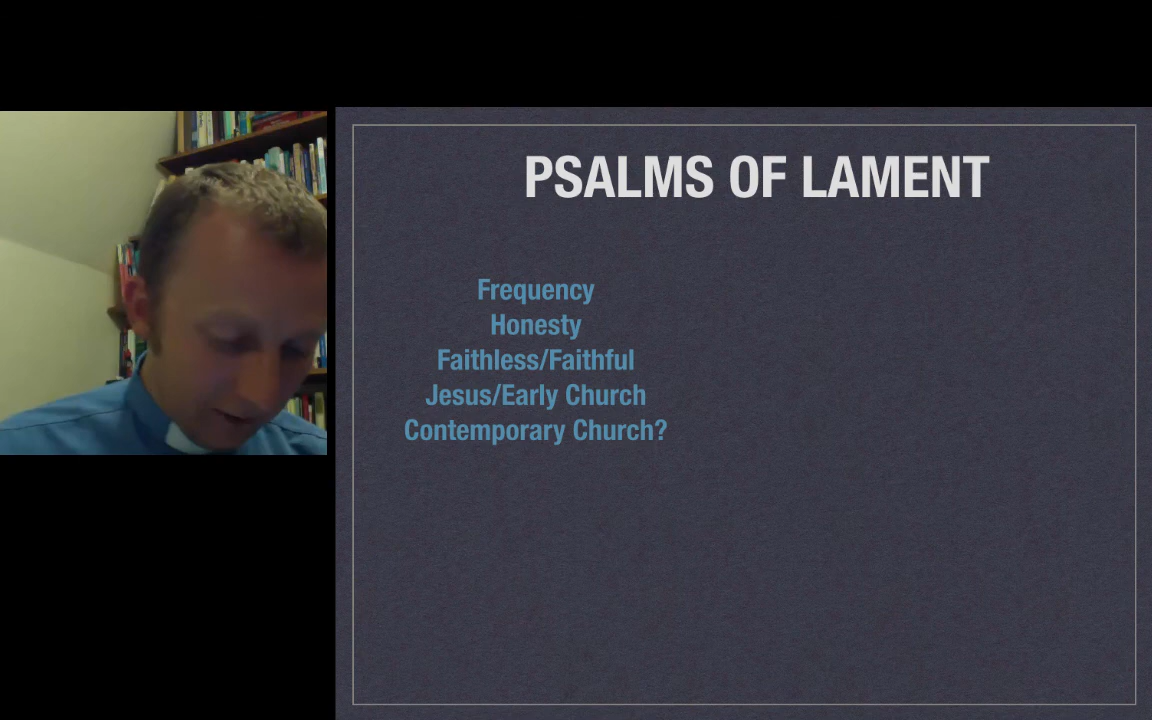 PSALMS OF LAMENT
Frequency
Honesty
Faithless/Faithful
Jesus/Early Church
Contemporary Church?